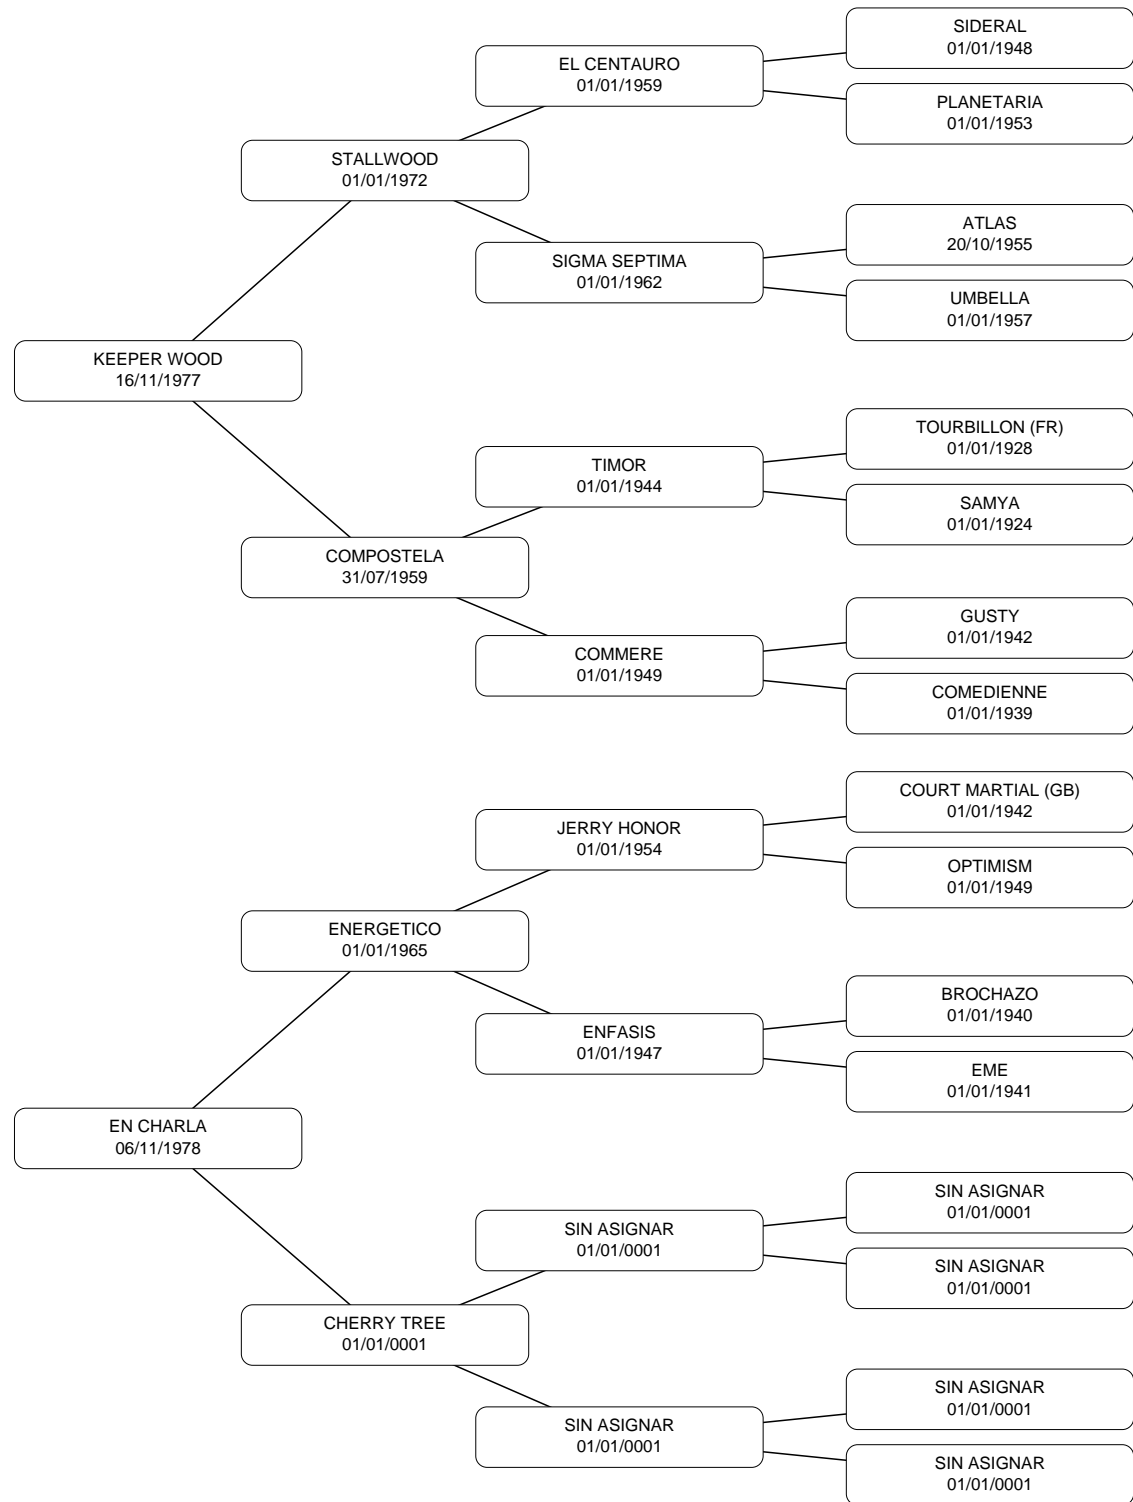 SIDERAL
01/01/1948
EL CENTAURO
01/01/1959
PLANETARIA
01/01/1953
STALLWOOD
01/01/1972
ATLAS
20/10/1955
SIGMA SEPTIMA
01/01/1962
UMBELLA
01/01/1957
KEEPER WOOD
16/11/1977
TOURBILLON (FR)
01/01/1928
TIMOR
01/01/1944
SAMYA
01/01/1924
COMPOSTELA
31/07/1959
GUSTY
01/01/1942
COMMERE
01/01/1949
COMEDIENNE
01/01/1939
COURT MARTIAL (GB)
01/01/1942
JERRY HONOR
01/01/1954
OPTIMISM
01/01/1949
ENERGETICO
01/01/1965
BROCHAZO
01/01/1940
ENFASIS
01/01/1947
EME
01/01/1941
EN CHARLA
06/11/1978
SIN ASIGNAR
01/01/0001
SIN ASIGNAR
01/01/0001
SIN ASIGNAR
01/01/0001
CHERRY TREE
01/01/0001
SIN ASIGNAR
01/01/0001
SIN ASIGNAR
01/01/0001
SIN ASIGNAR
01/01/0001